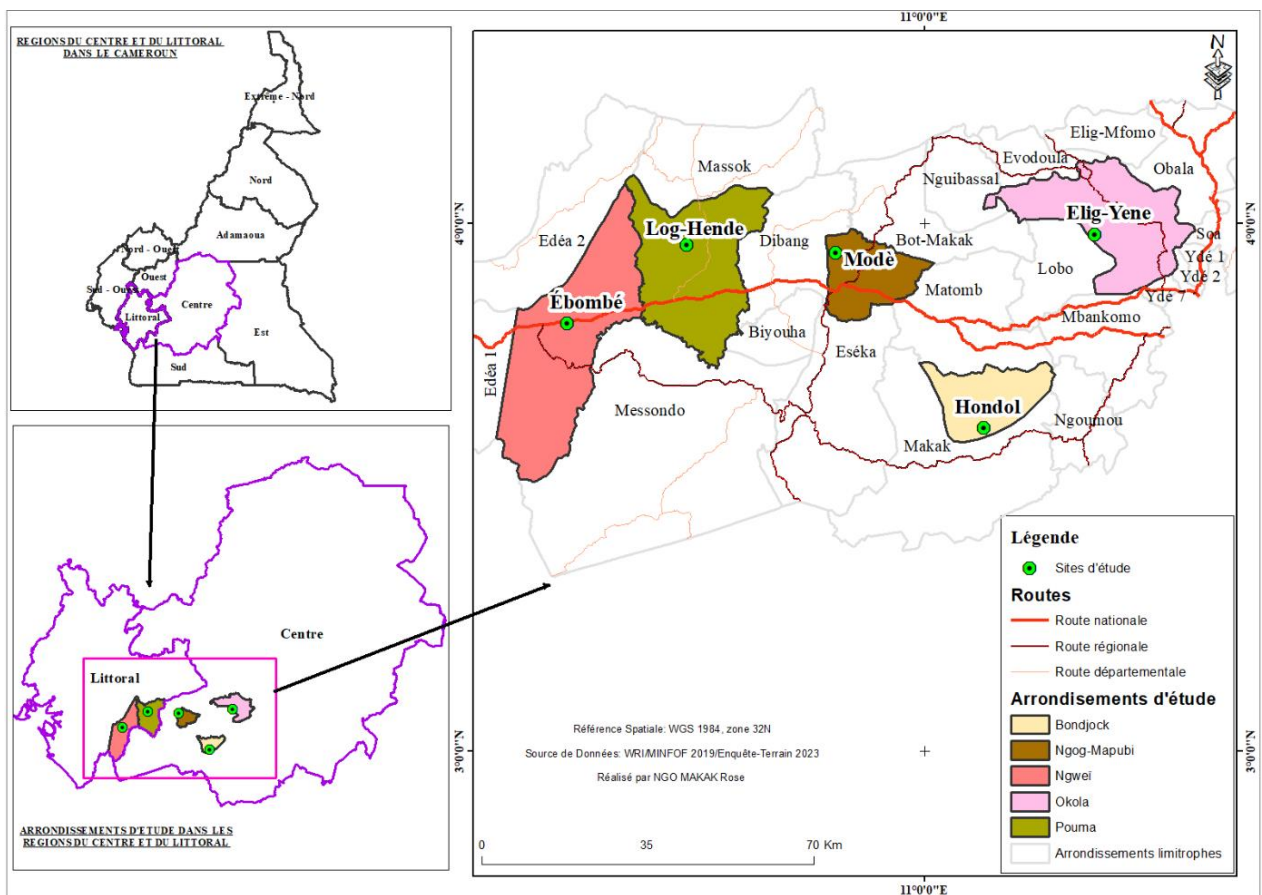 REGIONS DU CENTRE ET DU LITTORAL
DANS LE CAMEROUN
Extrême - Nord
Nord
Adamaoua
Nord - Ouest
Ouest
Sud - Ouest
Centre
Littoral
Est
Sud
Centre
Littoral
ARRONDISSEMENTS D'ETUDE DANS LES
REGIONS DU CENTRE ET DU LITTORAL
11°0'0"E
N
4°0'0"N
4°0'0"N
3°0'0"N
3°0'0"N
Elig-Mfomo
Evodoula
Obala
Massok
Nguibassal
Elig-Yene
Log-Hende
Edéa 2
Dibang
Bot-Makak
Soa
Modè
Ydé 1
Lobo
Ydé 2
Matomb
Ydé 7
Ébombé
Mbankomo
Biyouha
Edéa 1
Eséka
Messondo
Hondol
Ngoumou
Makak
Légende
Sites d'étude
Routes
Route nationale
Route régionale
Route départementale
Arrondisements d'étude
Bondjock
Ngog-Mapubi
Ngwei
Okola
Pouma
Arrondisements limitrophes
Référence Spatiale: WGS 1984, zone 32N
Source de Données: WRI/MINFOF 2019/Enquête-Terrain 2023
Réalisé par NGO MAKAK Rose
0 35 70 Km
11°0'0"E